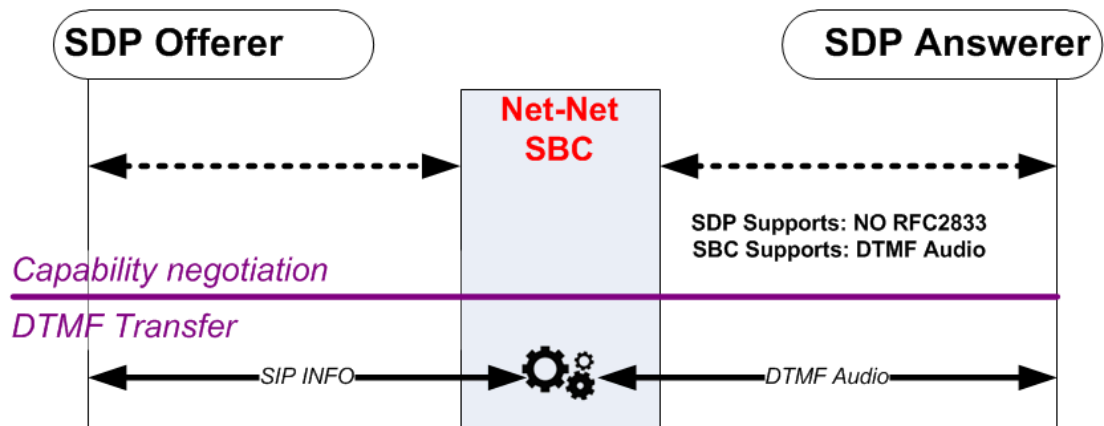 SDP Offerer
SDP Answerer
Net-Net
SBC
SDP Supports: NO RFC2833
SBC Supports: DTMF Audio
Capability negotiation
DTMF Transfer
SIP INFO
DTMF Audio